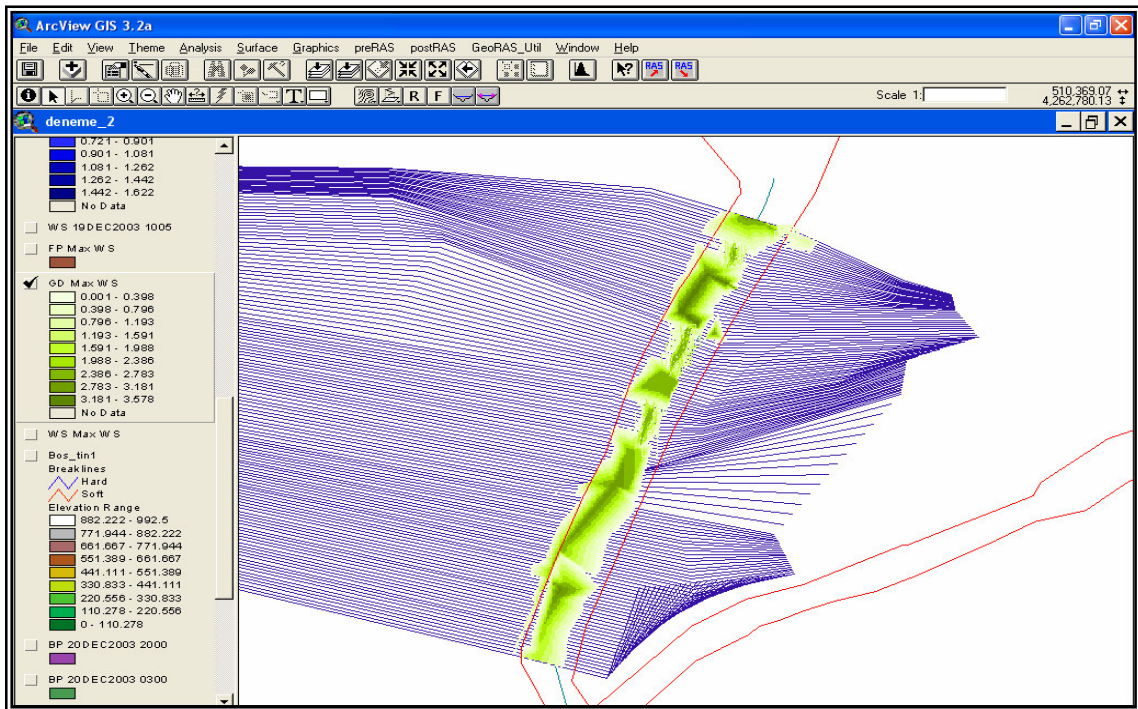 ArcView GIS 3.2a
File Edit View Theme Analysis Surface Graphics preRAS postRAS GeoRAS_Util Window Help
RAS RAS
T R F
Scale 1:
510,369.07
4,262,780.13
deneme_2
0.721 - 0.901
0.901 - 1.081
1.081 - 1.262
1.262 - 1.442
1.442 - 1.622
No Data
WS 19DEC2003 1005
FP Max WS
GD Max WS
0.001 - 0.398
0.398 - 0.796
0.796 - 1.193
1.193 - 1.591
1.591 - 1.988
1.988 - 2.386
2.386 - 2.783
2.783 - 3.181
3.181 - 3.578
No Data
WS Max WS
Bos_tin1
Breaklines
Hard
Soft
Elevation Range
882.222 - 992.5
771.944 - 882.222
661.667 - 771.944
551.389 - 661.667
441.111 - 551.389
330.833 - 441.111
220.556 - 330.833
110.278 - 220.556
0 - 110.278
BP 20DEC2003 2000
BP 20DEC2003 0300